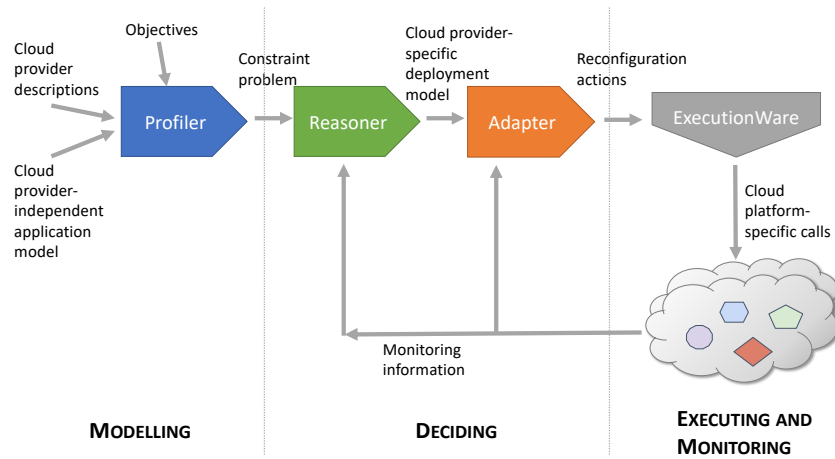 Objectives
Cloud
provider
descriptions
Profiler
Cloud
provider-
independent
application
model
Constraint
problem
Reasoner
Cloud provider-
specific
deployment
model
Adapter
Reconfiguration
actions
ExecutionWare
Cloud
platform-
specific calls
Monitoring
information
MODELLING
DECIDING
EXECUTING AND
MONITORING